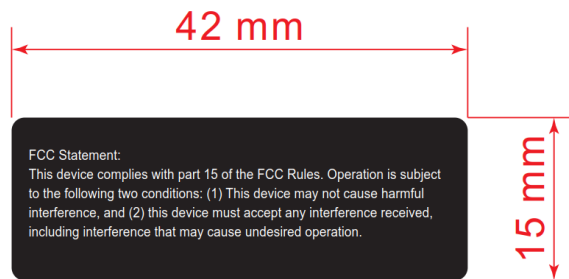 42 mm
FCC Statement:
This device complies with part 15 of the FCC Rules. Operation is subject
to the following two conditions: (1) This device may not cause harmful
interference, and (2) this device must accept any interference received,
including interference that may cause undesired operation.
15 mm